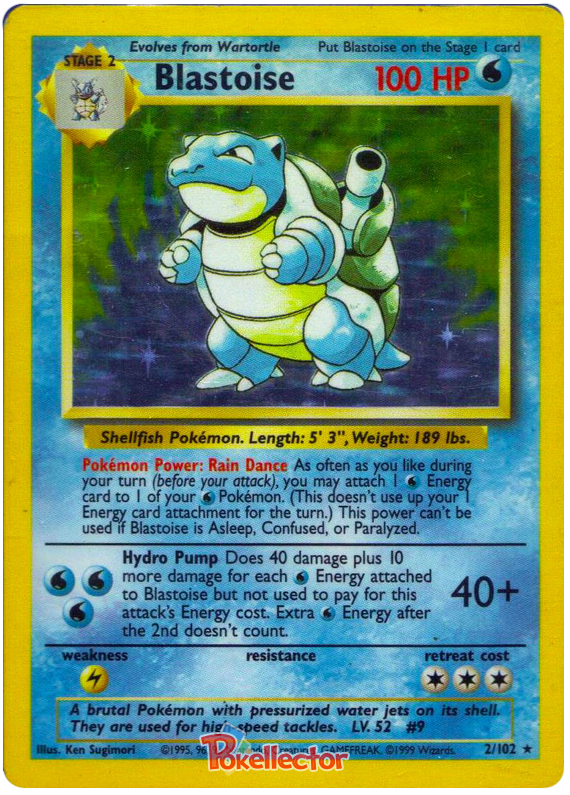 Evolves from Wartortle Put Blastoise on the Stage 1 card
STAGE 2
Blastoise 100 HP
Shellfish Pokémon. Length: 5' 3", Weight: 189 lbs.
Pokémon Power: Rain Dance As often as you like during
your turn (before your attack), you may attach 1 Energy
card to 1 of your Pokémon. (This doesn't use up your 1
Energy card attachment for the turn.) This power can't be
used if Blastoise is Asleep, Confused, or Paralyzed.
Hydro Pump Does 40 damage plus 10
more damage for each Energy attached
to Blastoise but not used to pay for this
attack's Energy cost. Extra Energy after
the 2nd doesn't count.
40+
weakness resistance retreat cost
A brutal Pokémon with pressurized water jets on its shell.
They are used for high speed tackles. LV. 52 #9
Illus. Ken Sugimori ©1995, 96, GAMEFREAK. ©1999 Wizards. 2/102 ★
Pokellector